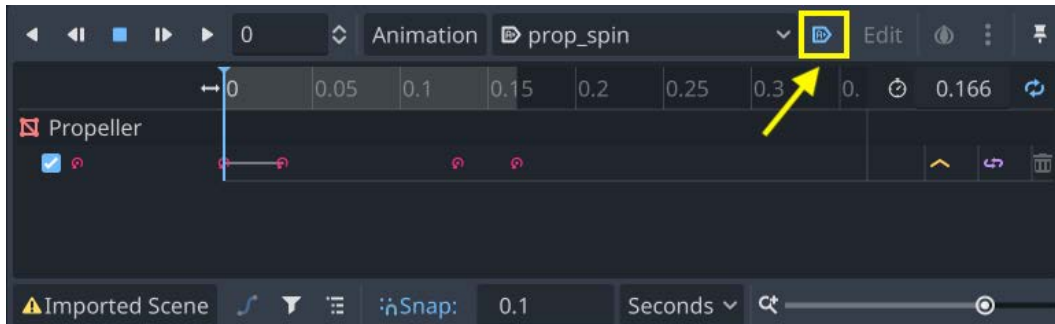 0 Animation prop_spin Edit
0 0.05 0.1 0.15 0.2 0.25 0.3 0. 0.166
Propeller
Imported Scene Snap: 0.1 Seconds